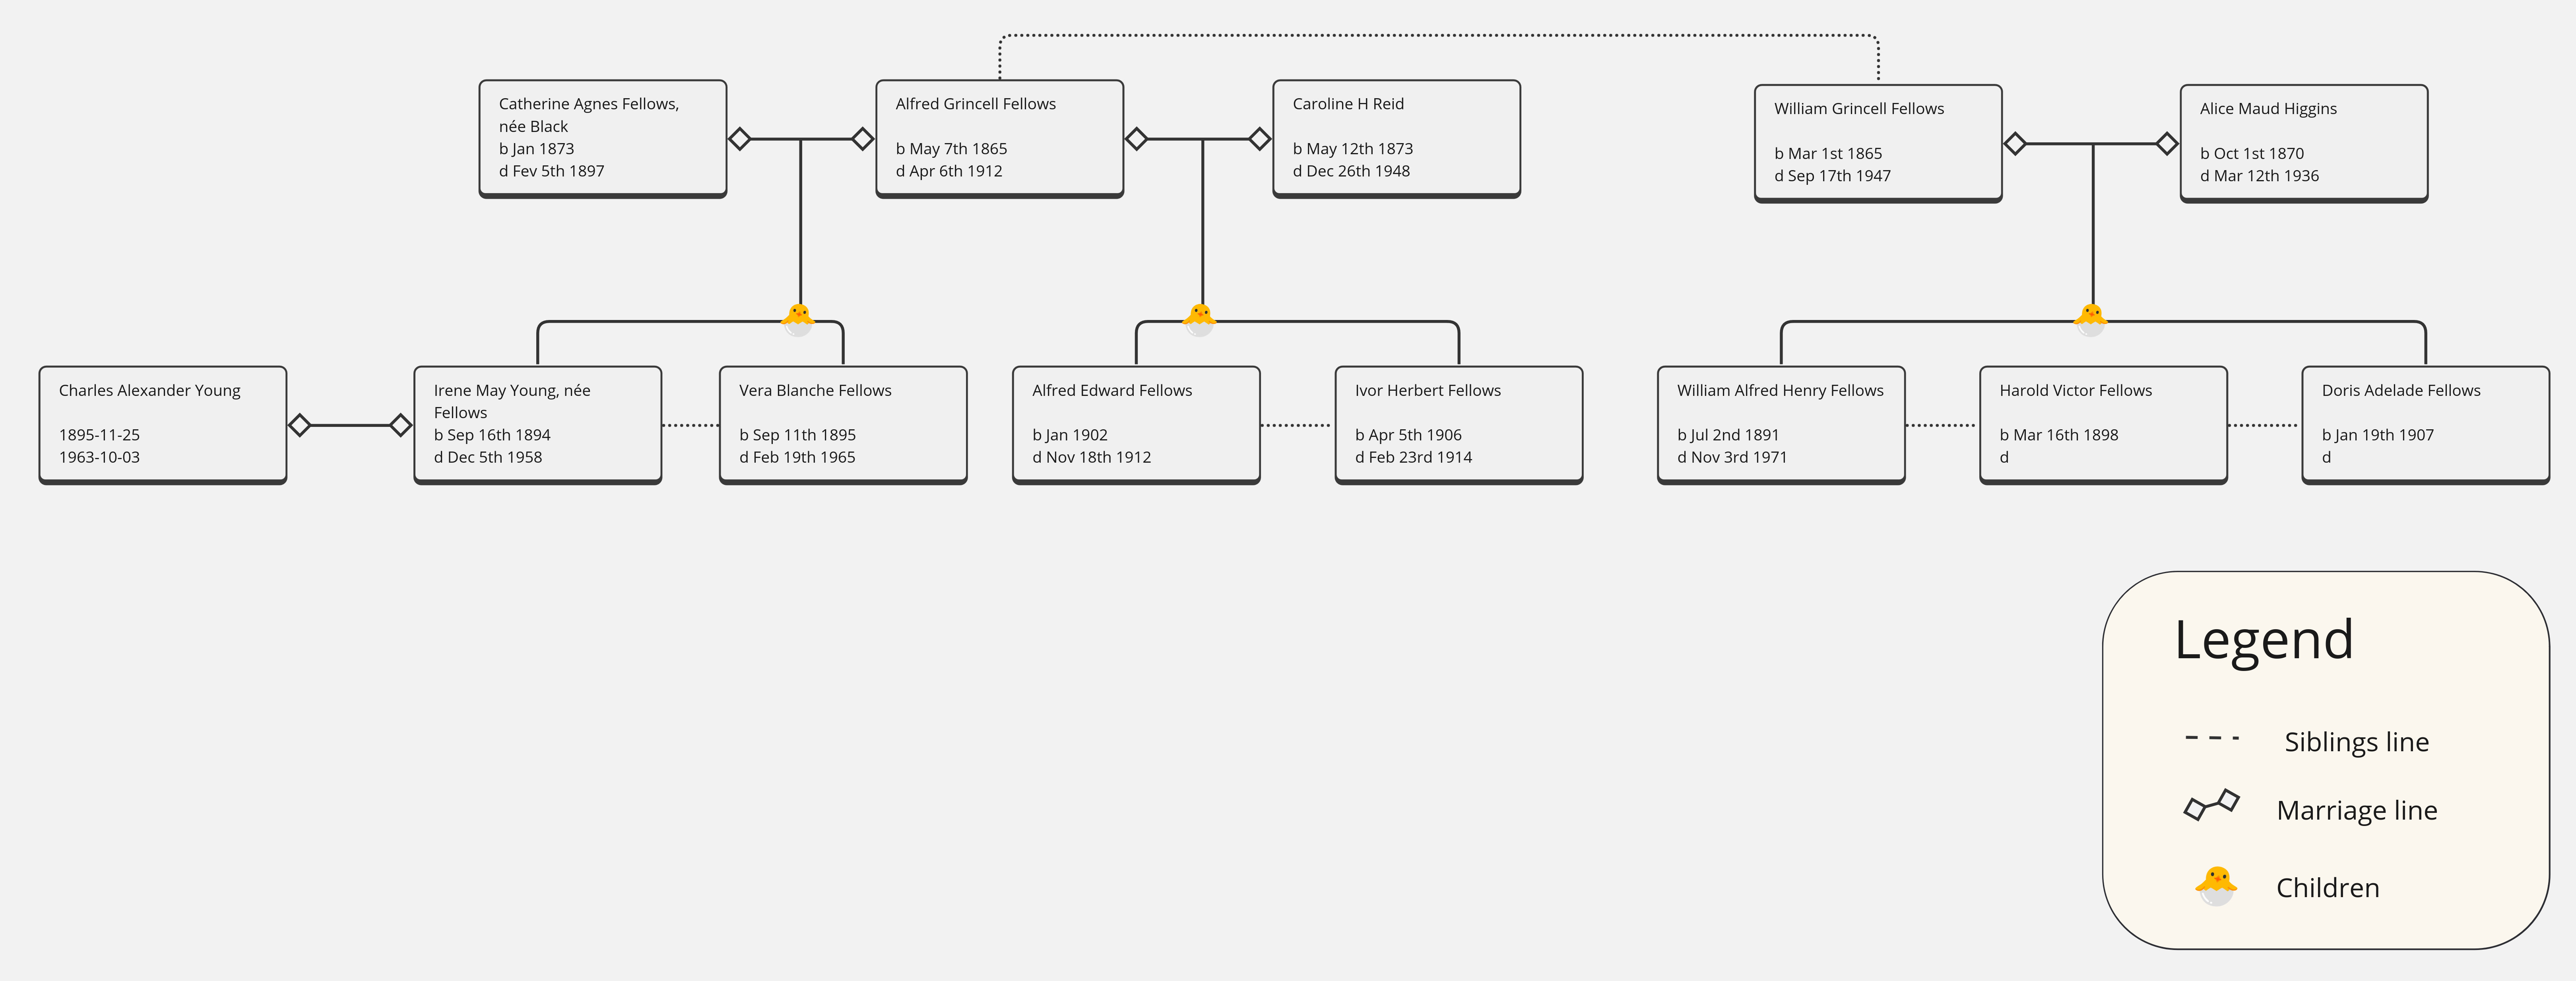 Catherine Agnes Fellows,
née Black
b Jan 1873
d Fev 5th 1897
Alfred Grincell Fellows
b May 7th 1865
d Apr 6th 1912
Caroline H Reid
b May 12th 1873
d Dec 26th 1948
William Grincell Fellows
b Mar 1st 1865
d Sep 17th 1947
Alice Maud Higgins
b Oct 1st 1870
d Mar 12th 1936
Charles Alexander Young
1895-11-25
1963-10-03
Irene May Young, née
Fellows
b Sep 16th 1894
d Dec 5th 1958
Vera Blanche Fellows
b Sep 11th 1895
d Feb 19th 1965
Alfred Edward Fellows
b Jan 1902
d Nov 18th 1912
Ivor Herbert Fellows
b Apr 5th 1906
d Feb 23rd 1914
William Alfred Henry Fellows
b Jul 2nd 1891
d Nov 3rd 1971
Harold Victor Fellows
b Mar 16th 1898
d
Doris Adelade Fellows
b Jan 19th 1907
d
Legend
Siblings line
Marriage line
Children